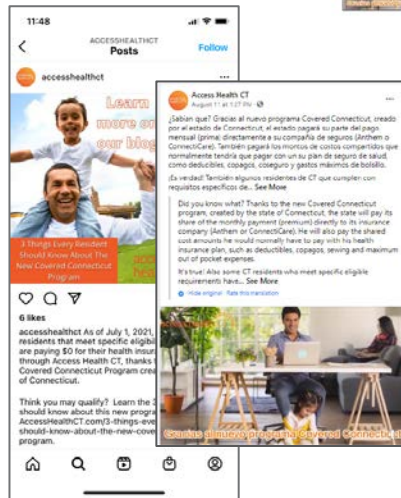 11:48
ACCESSHEALTHCT
Posts
Follow
accesshealthct
Learn
more on
our blog
3 Things Every Resident
Should Know About The
New Covered Connecticut
Program
6 likes
accesshealthct As of July 1, 2021,
residents that meet specific eligib
are paying $0 for their health insur
through Access Health CT, thanks
Covered Connecticut Program crea
of Connecticut.
Think you may qualify? Learn the 3
should know about this new progra
AccessHealthCT.com/3-things-eve
should-know-about-the-new-cove
program.
Access Health CT
August 11 at 1:27 PM
¿Sabían que? Gracias al nuevo programa Covered Connecticut, creado
por el estado de Connecticut, el estado pagará su parte del pago
mensual (prima) directamente a su compañía de seguros (Anthem o
ConnectiCare). También pagará los montos de costos compartidos que
normalmente tendría que pagar con un su plan de seguro de salud,
como deducibles, copagos, coseguro y gastos máximos de bolsillo.
¡Es verdad! También algunos residentes de CT que cumplen con
requisitos específicos de... See More
Did you know what? Thanks to the new Covered Connecticut
program, created by the state of Connecticut, the state will pay its
share of the monthly payment (premium) directly to its insurance
company (Anthem or ConnectiCare). He will also pay the shared
cost amounts he would normally have to pay with his health
insurance plan, such as deductibles, copagos, sewing and maximum
out of pocket expenses.
It's true! Also some CT residents who meet specific eligible
requirements have... See More
Hide original · Rate this translation
Gracias al nuevo programa Covered Connecticut